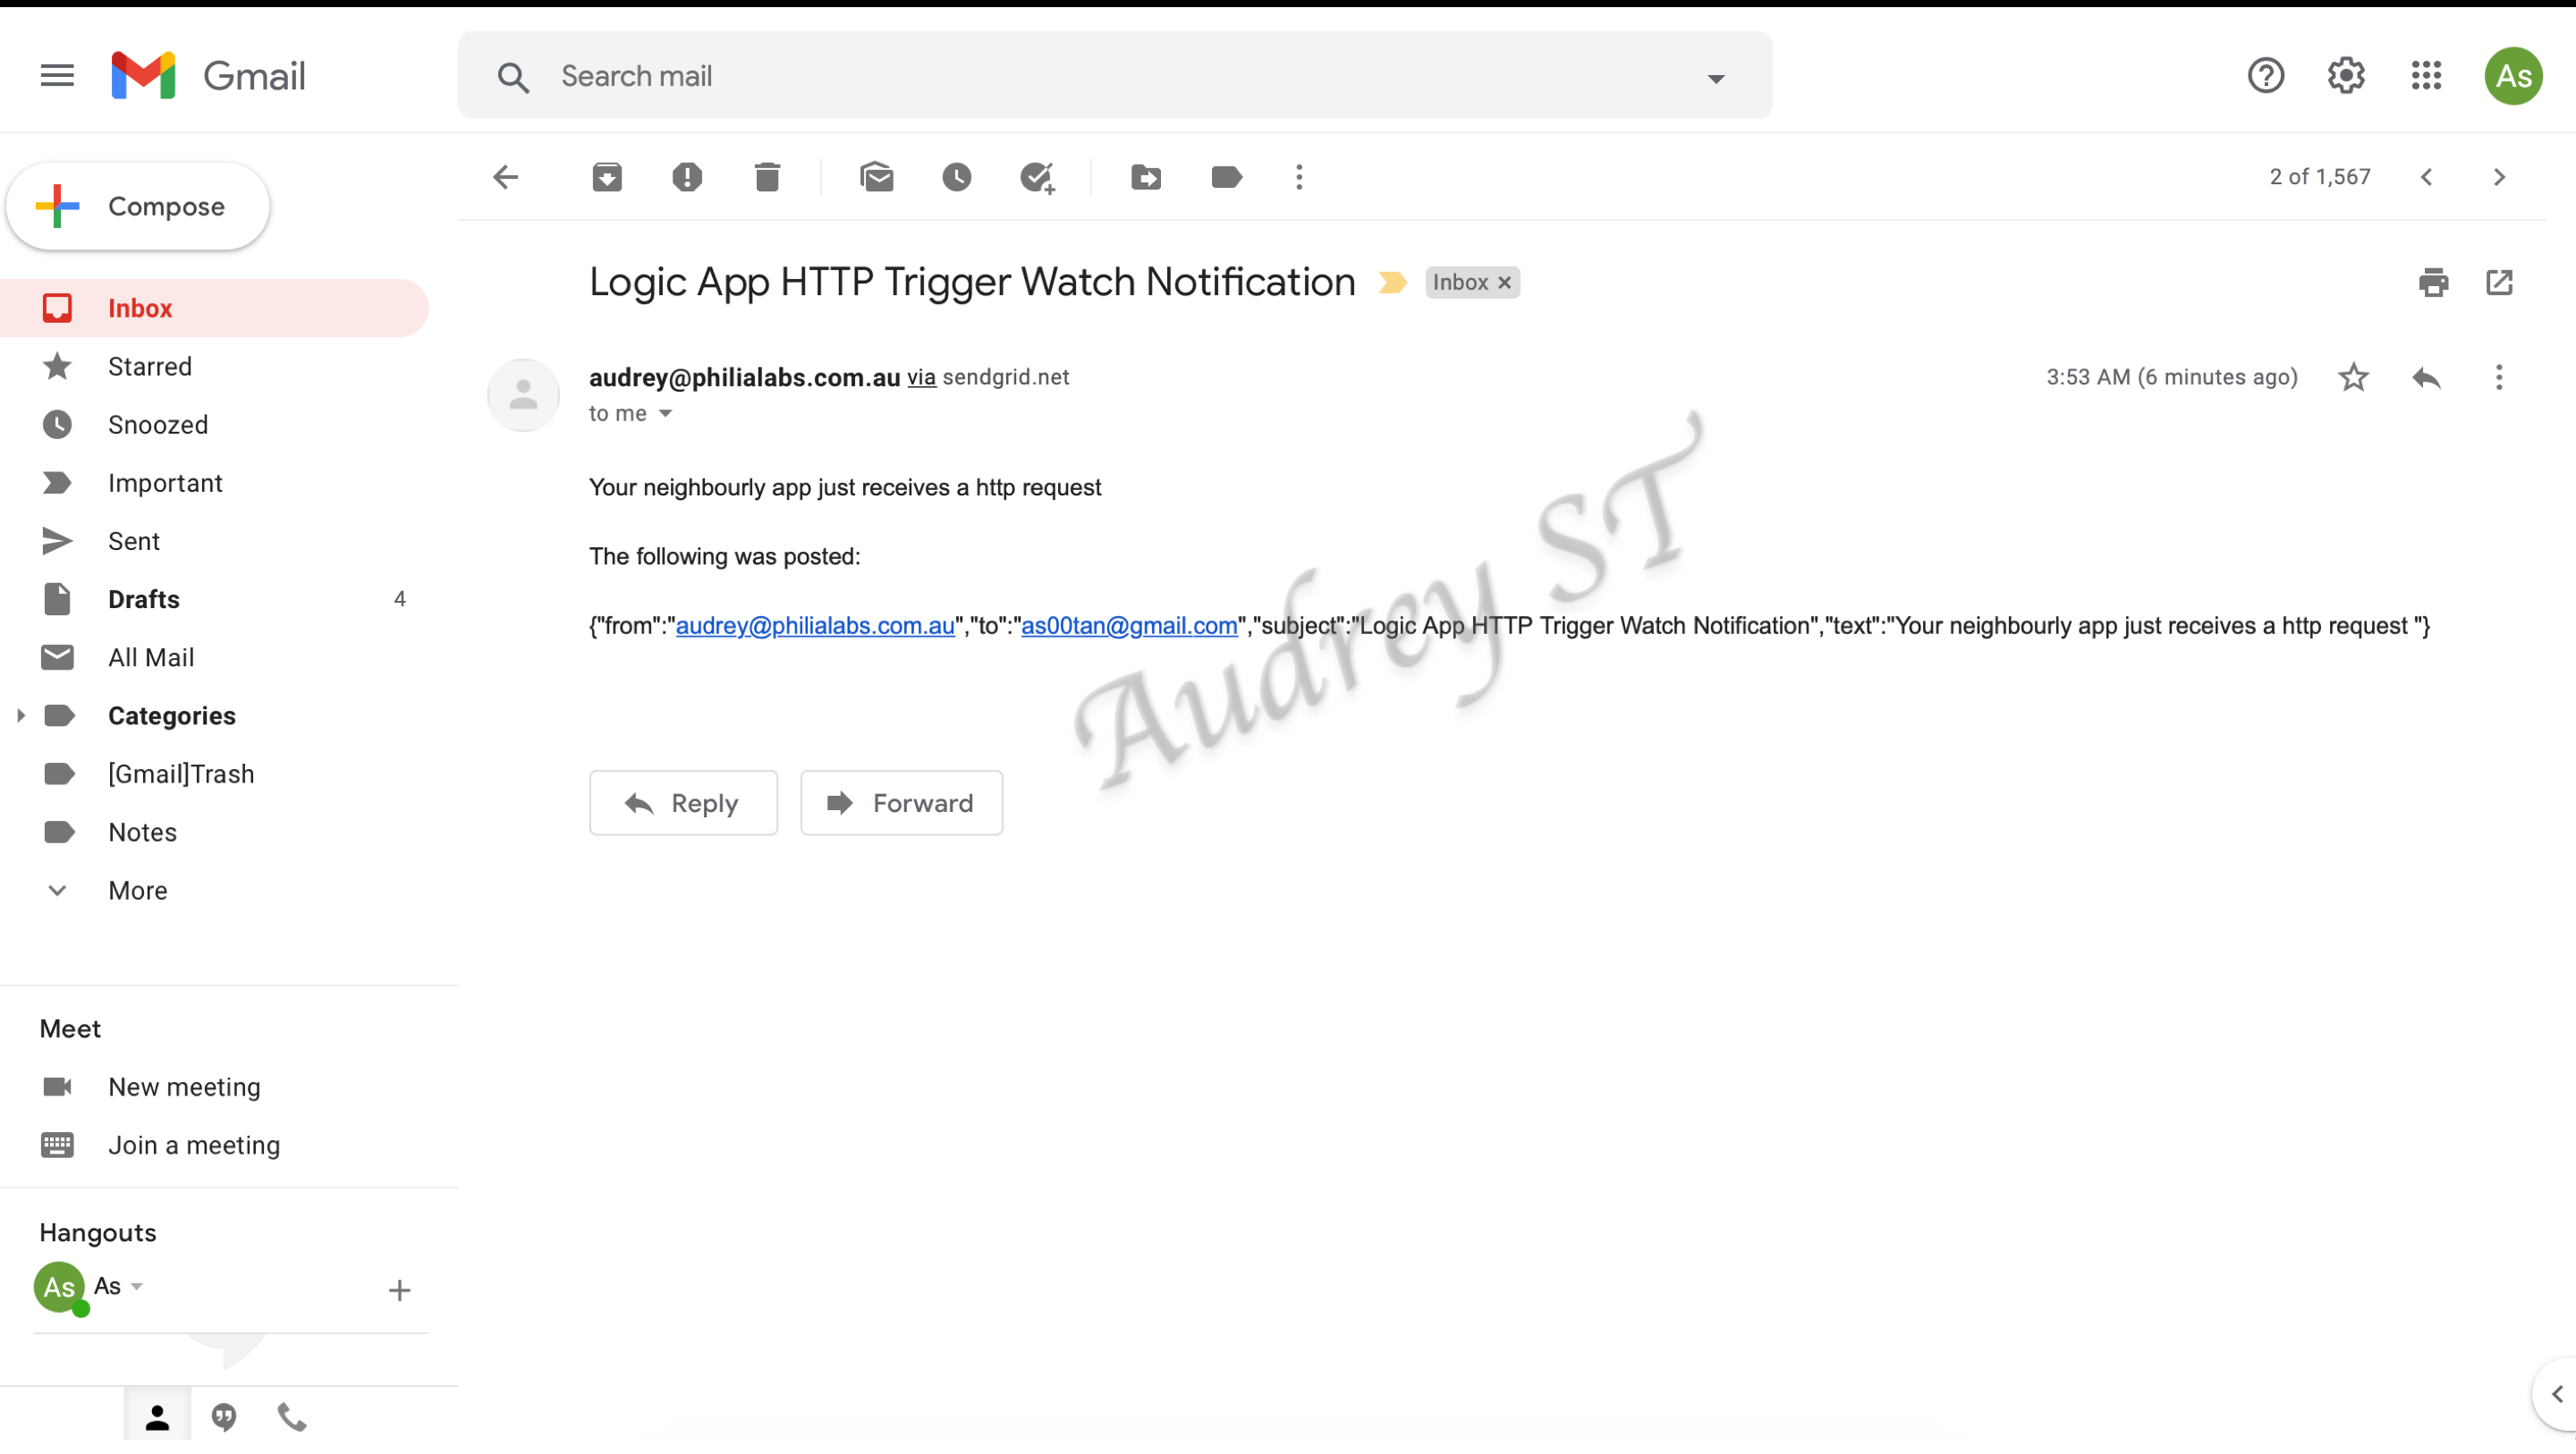 Gmail
Search mail
As
Compose
2 of 1,567
Inbox
Starred
Snoozed
Important
Sent
Drafts 4
All Mail
Categories
[Gmail]Trash
Notes
More
Logic App HTTP Trigger Watch Notification Inbox ×
audrey@philialabs.com.au via sendgrid.net
3:53 AM (6 minutes ago)
to me
Your neighbourly app just receives a http request
The following was posted:
{"from":"audrey@philialabs.com.au","to":"as00tan@gmail.com","subject":"Logic App HTTP Trigger Watch Notification","text":"Your neighbourly app just receives a http request "}
Audrey ST
Reply
Forward
Meet
New meeting
Join a meeting
Hangouts
As As